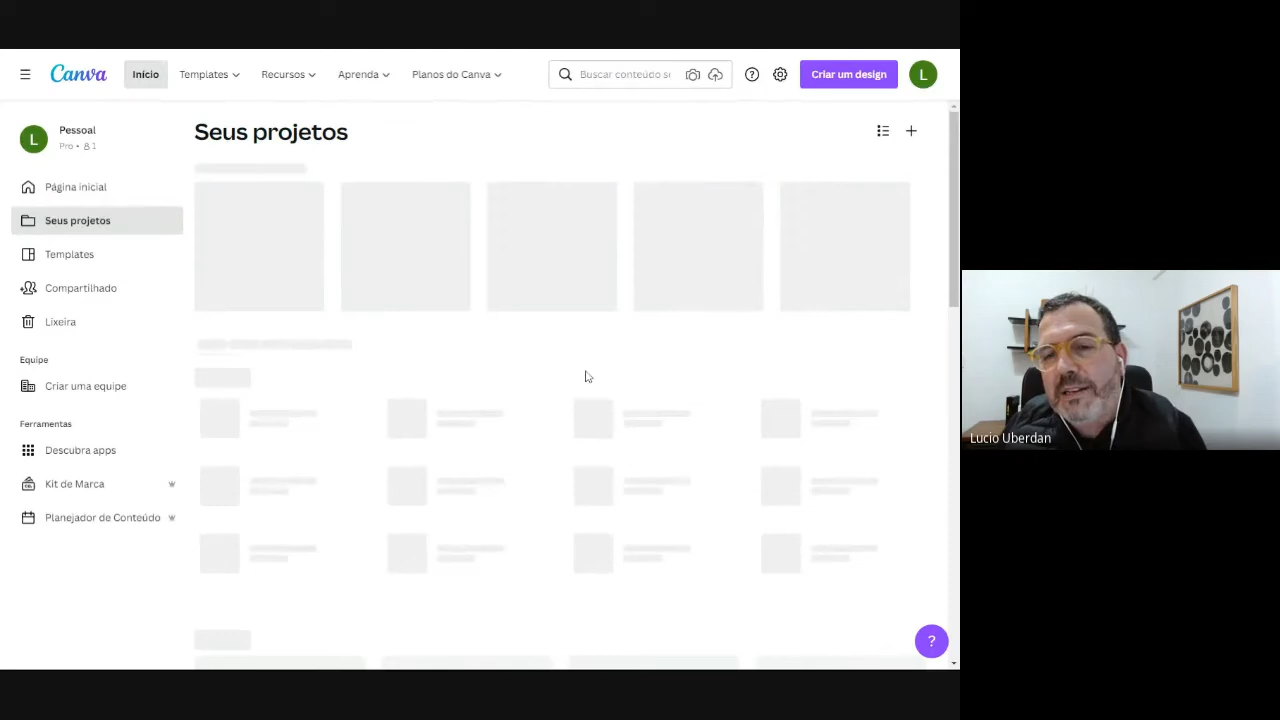 Canva
Início
Templates
Recursos
Aprenda
Planos do Canva
Buscar conteúdo se
Criar um design
L
L
Pessoal
Pro • 1
Página inicial
Seus projetos
Templates
Compartilhado
Lixeira
Equipe
Criar uma equipe
Ferramentas
Descubra apps
Kit de Marca
Planejador de Conteúdo
Seus projetos
?
Lucio Uberdan